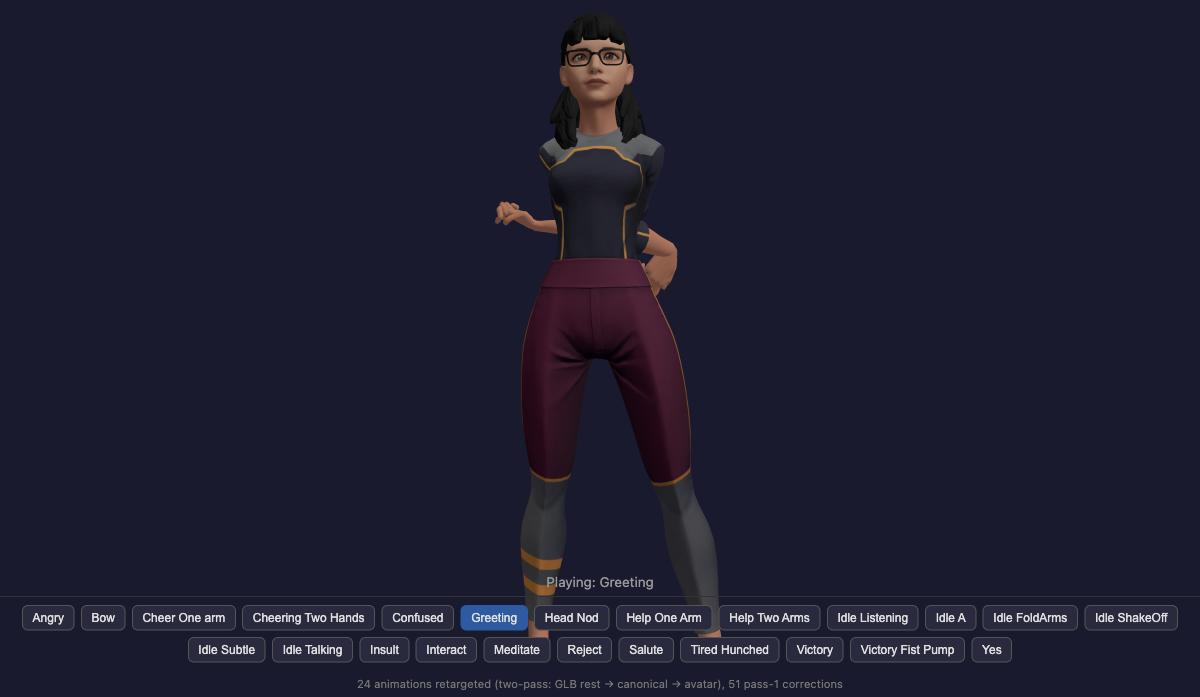 Playing: Greeting
Angry Bow Cheer One arm Cheering Two Hands Confused Greeting Head Nod Help One Arm Help Two Arms Idle Listening Idle A Idle FoldArms Idle ShakeOff
Idle Subtle Idle Talking Insult Interact Meditate Reject Salute Tired Hunched Victory Victory Fist Pump Yes
24 animations retargeted (two-pass: GLB rest → canonical → avatar), 51 pass-1 corrections